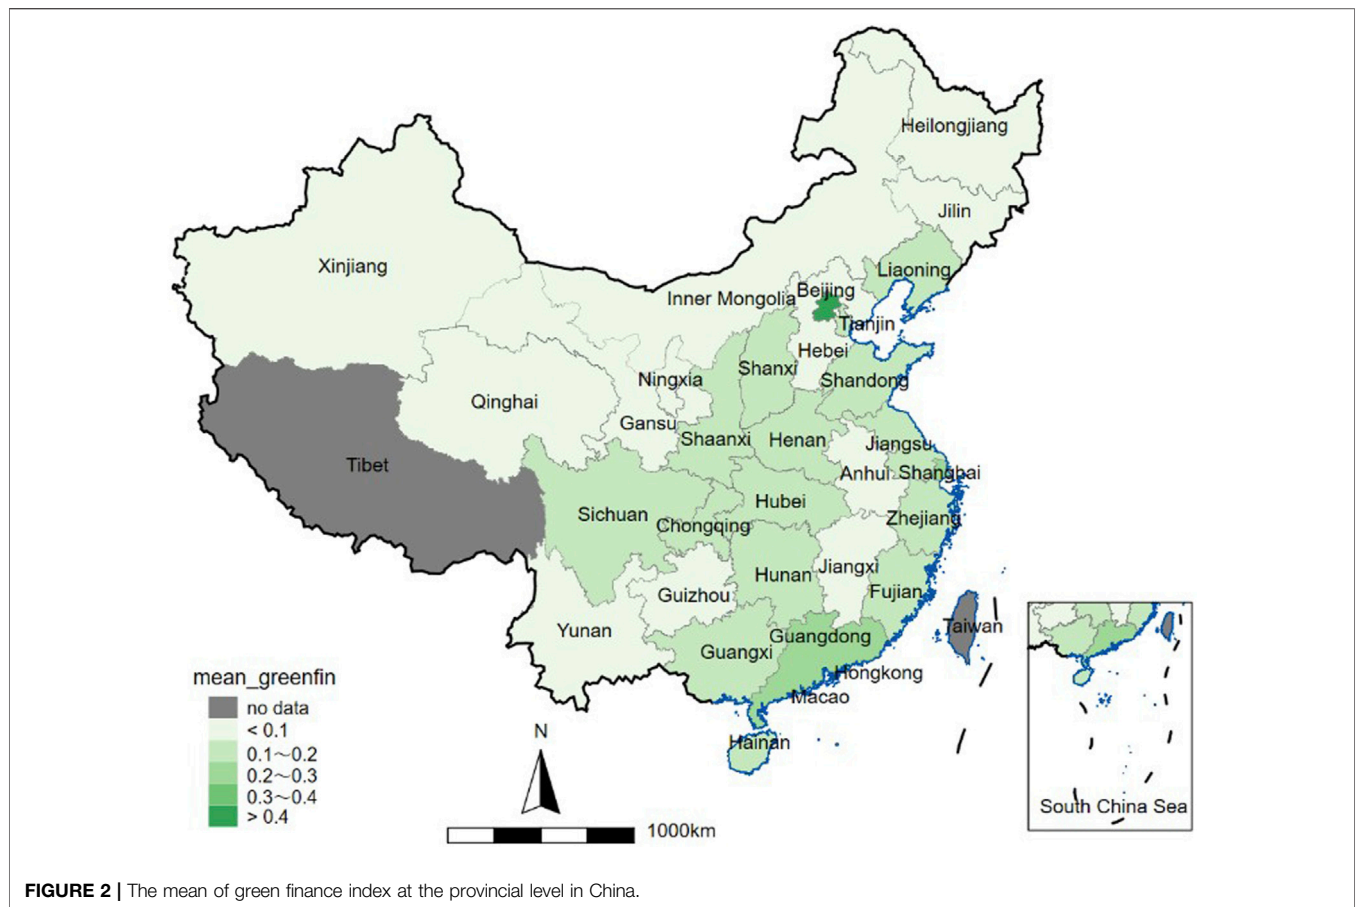 Heilongjiang
Jilin
Xinjiang
Liaoning
Inner Mongolia
Beijing
Tianjin
Hebei
Shanxi
Ningxia
Shandong
Qinghai
Gansu
Shaanxi
Henan
Jiangsu
Tibet
Anhui
Shanghai
Hubei
Sichuan
Chongqing
Zhejiang
Jiangxi
Hunan
Guizhou
Fujian
Taiwan
Yunan
Guangdong
Guangxi
Hongkong
Macao
Hainan
mean_greenfin
no data
< 0.1
0.1~0.2
0.2~0.3
0.3~0.4
> 0.4
N
1000km
South China Sea
FIGURE 2 | The mean of green finance index at the provincial level in China.